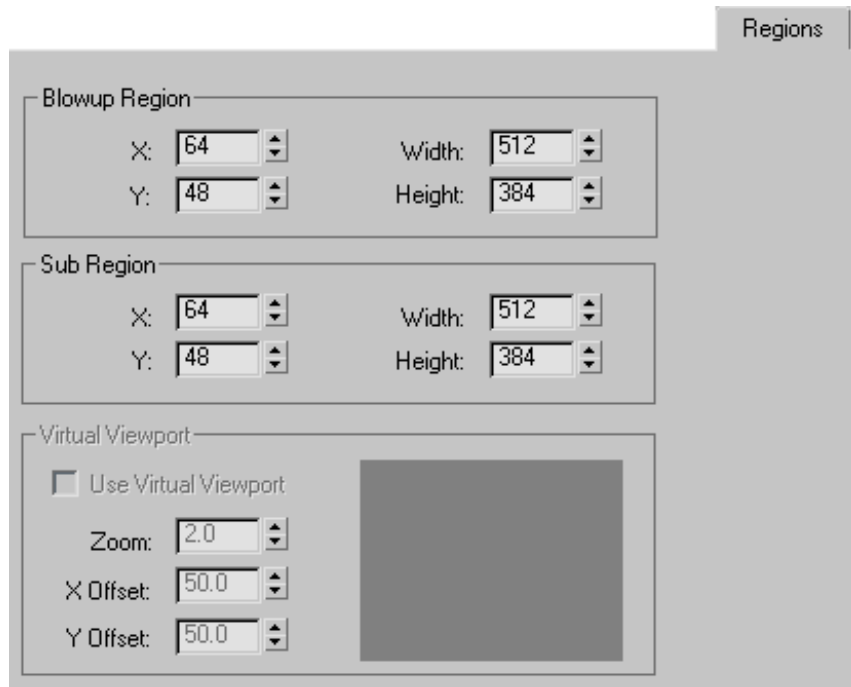 Regions
Blowup Region
X: 64 Width: 512
Y: 48 Height: 384
Sub Region
X: 64 Width: 512
Y: 48 Height: 384
Virtual Viewport
Use Virtual Viewport
Zoom: 2.0
X Offset: 50.0
Y Offset: 50.0